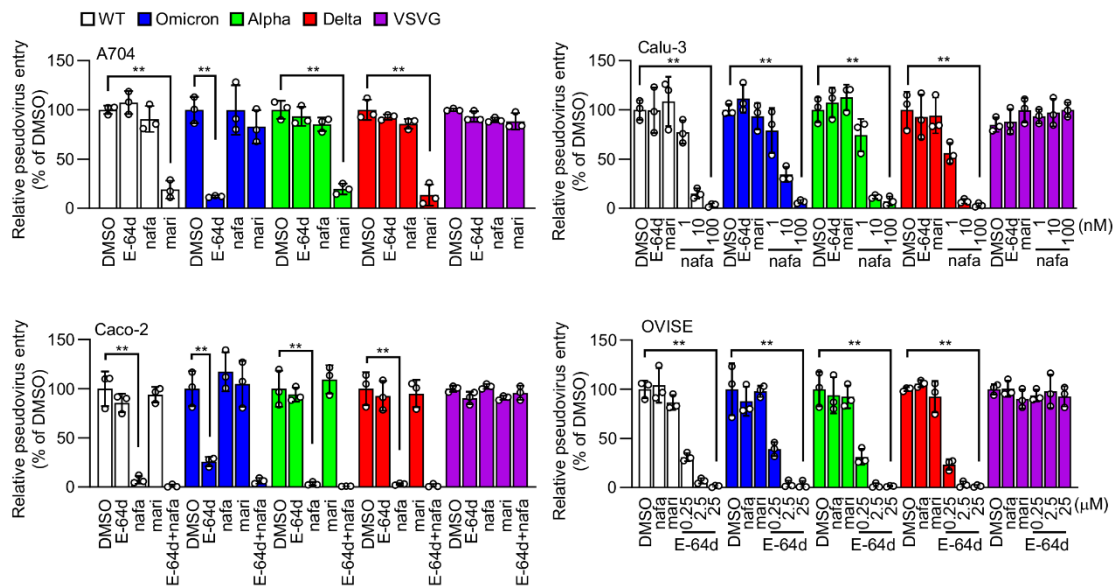 WT Omicron Alpha Delta VSVG
A704
Relative pseudovirus entry
(% of DMSO)
150
100
50
0
** ** ** **
DMSO E-64d nafa mari DMSO E-64d nafa mari DMSO E-64d nafa mari DMSO E-64d nafa mari DMSO E-64d nafa mari
Calu-3
Relative pseudovirus entry
(% of DMSO)
150
100
50
0
** ** ** **
DMSO E-64d mari 1 10 100 DMSO E-64d mari 1 10 100 DMSO E-64d mari 1 10 100 DMSO E-64d mari 1 10 100 DMSO E-64d mari 1 10 100 (nM)
nafa nafa nafa nafa nafa
Caco-2
Relative pseudovirus entry
(% of DMSO)
150
100
50
0
** ** ** **
DMSO E-64d nafa mari E-64d+nafa DMSO E-64d nafa mari E-64d+nafa DMSO E-64d nafa mari E-64d+nafa DMSO E-64d nafa mari E-64d+nafa DMSO E-64d nafa mari E-64d+nafa
OVISE
Relative pseudovirus entry
(% of DMSO)
150
100
50
0
** ** ** **
DMSO nafa mari 0.25 2.5 25 DMSO nafa mari 0.25 2.5 25 DMSO nafa mari 0.25 2.5 25 DMSO nafa mari 0.25 2.5 25 DMSO nafa mari 0.25 2.5 25 (μM)
E-64d E-64d E-64d E-64d E-64d